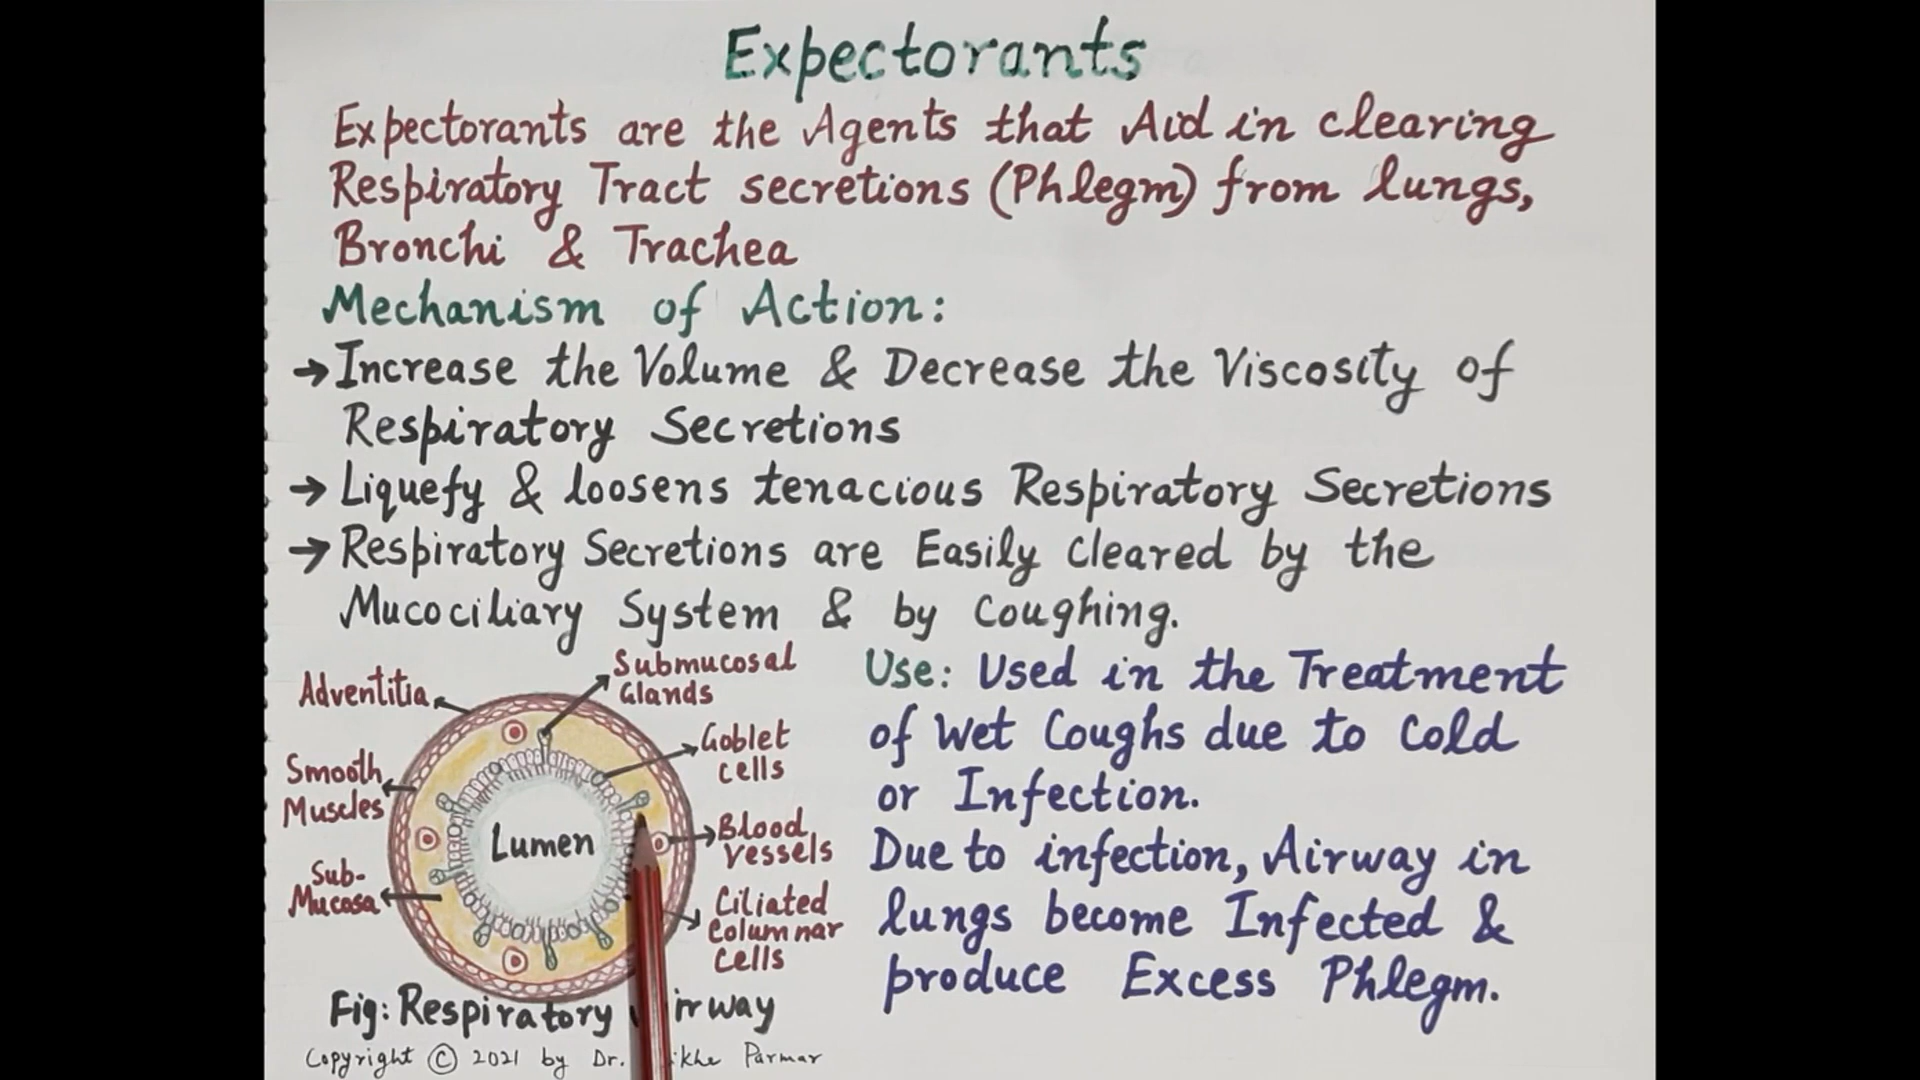 Expectorants
Expectorants are the Agents that Aid in clearing
Respiratory Tract secretions (Phlegm) from lungs,
Bronchi & Trachea
Mechanism of Action:
→ Increase the Volume & Decrease the Viscosity of
Respiratory Secretions
→ Liquefy & loosens tenacious Respiratory Secretions
→ Respiratory Secretions are Easily Cleared by the
Mucociliary System & by Coughing.
Adventitia
Submucosal
Glands
Goblet
cells
Smooth
Muscles
Lumen
Blood
vessels
Sub-
Mucosa
Ciliated
Columnar
cells
Fig: Respiratory
Copyright © 2021 by Dr. Parmar
Use: Used in the Treatment
of Wet Coughs due to Cold
or Infection.
Due to infection, Airway in
lungs become Infected &
produce Excess Phlegm.